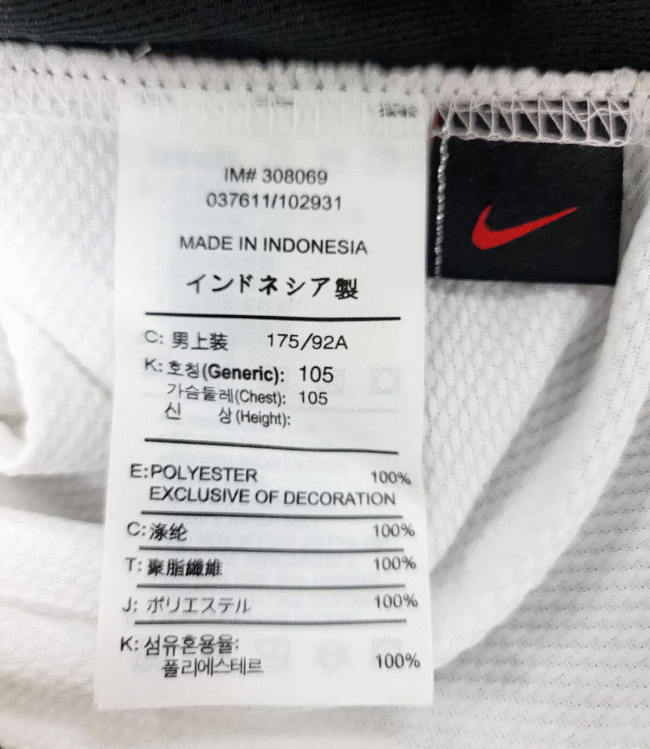 IM# 308069
037611/102931
MADE IN INDONESIA
インドネシア製
C: 男上装 175/92A
K: 호칭(Generic): 105
가슴둘레(Chest): 105
신 상(Height):
E:POLYESTER 100%
EXCLUSIVE OF DECORATION
C: 涤纶 100%
T: 聚脂纖維 100%
J: ポリエステル 100%
K: 섬유혼용율:
폴리에스테르 100%